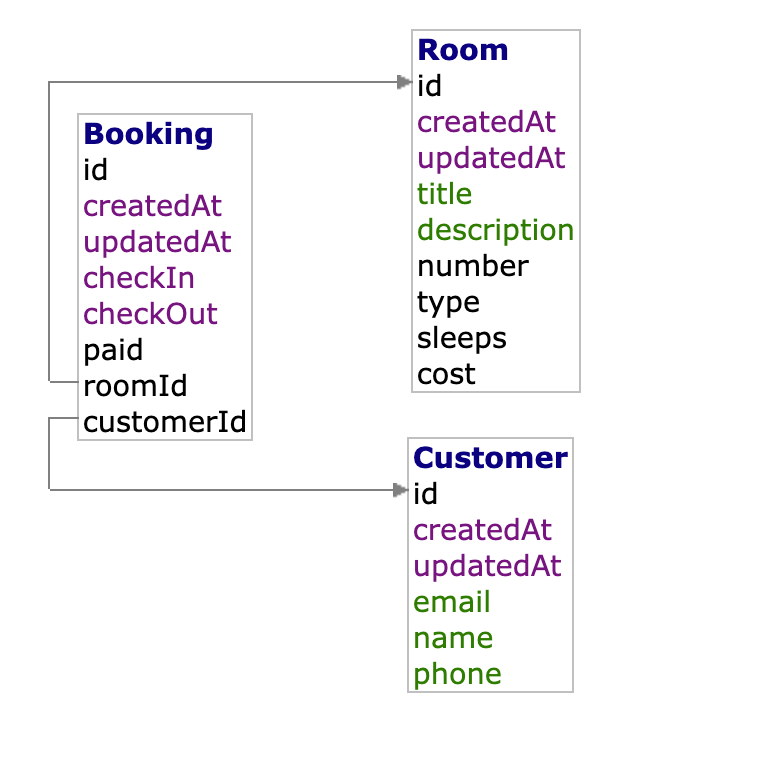 Booking
id
createdAt
updatedAt
checkIn
checkOut
paid
roomId
customerId
Room
id
createdAt
updatedAt
title
description
number
type
sleeps
cost
Customer
id
createdAt
updatedAt
email
name
phone